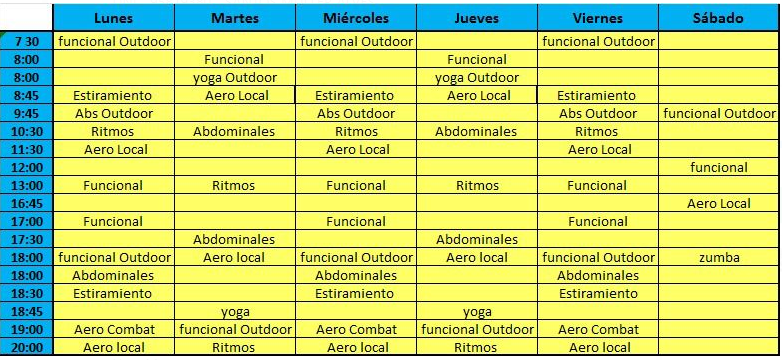 Lunes Martes Miércoles Jueves Viernes Sábado
7 30 funcional Outdoor funcional Outdoor funcional Outdoor
8:00 Funcional Funcional
8:00 yoga Outdoor yoga Outdoor
8:45 Estiramiento Aero Local Estiramiento Aero Local Estiramiento
9:45 Abs Outdoor Abs Outdoor Abs Outdoor funcional Outdoor
10:30 Ritmos Abdominales Ritmos Abdominales Ritmos
11:30 Aero Local Aero Local Aero Local
12:00 funcional
13:00 Funcional Ritmos Funcional Ritmos Funcional
16:45 Aero Local
17:00 Funcional Funcional Funcional
17:30 Abdominales Abdominales
18:00 funcional Outdoor Aero local funcional Outdoor Aero local funcional Outdoor zumba
18:00 Abdominales Abdominales Abdominales
18:30 Estiramiento Estiramiento Estiramiento
18:45 yoga yoga
19:00 Aero Combat funcional Outdoor Aero Combat funcional Outdoor Aero Combat
20:00 Aero local Ritmos Aero local Ritmos Aero local